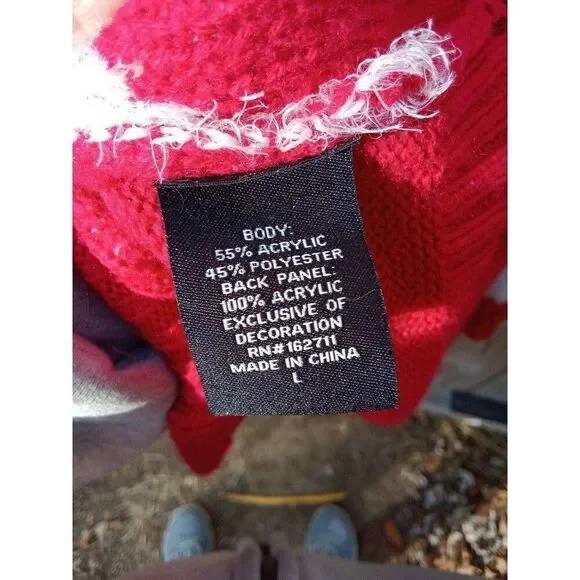 BODY:
55% ACRYLIC
45% POLYESTER
BACK PANEL:
100% ACRYLIC
EXCLUSIVE OF
DECORATION
RN#162711
MADE IN CHINA
L